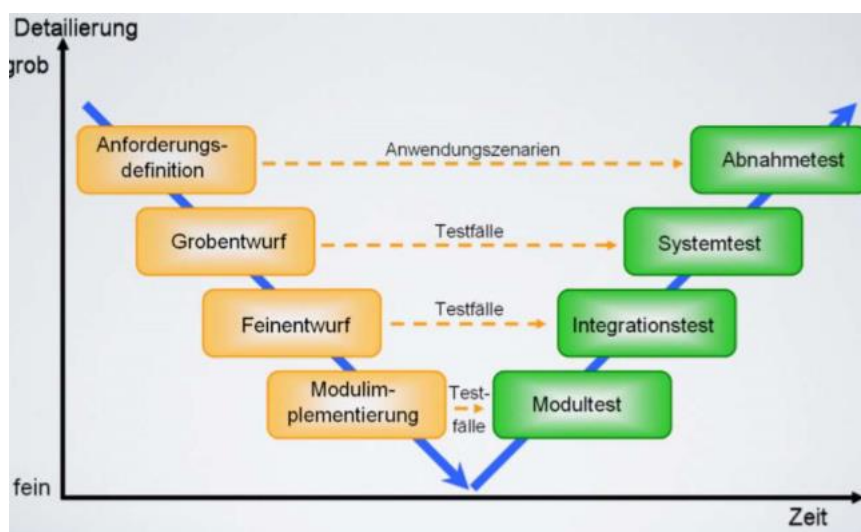 Detailierung
grob
Anforderungs-
definition
Anwendungszenarien
Abnahmetest
Grobentwurf
Testfälle
Systemtest
Feinentwurf
Testfälle
Integrationstest
Modulim-
plementierung
Test-
fälle
Modultest
fein
Zeit